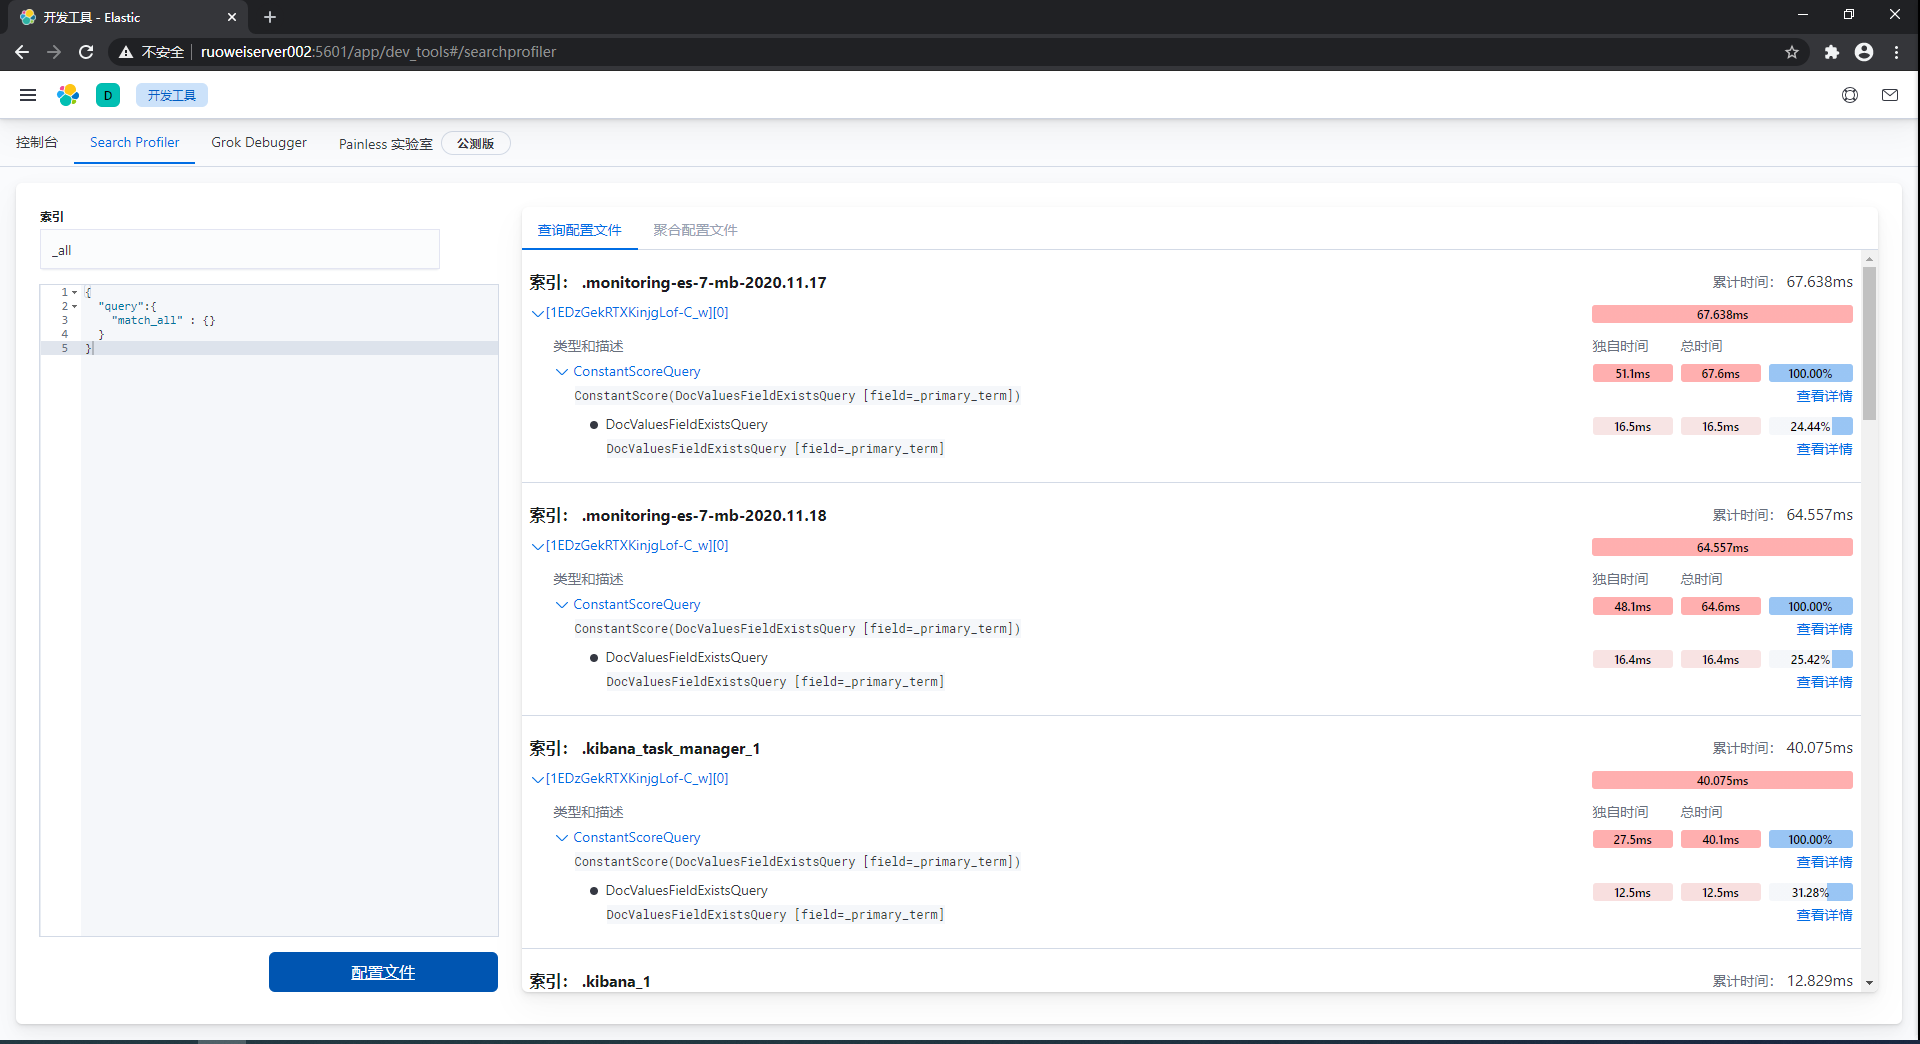 开发工具 - Elastic
不安全
ruoweiserver002:5601/app/dev_tools#/searchprofiler
D
开发工具
控制台
Search Profiler
Grok Debugger
Painless 实验室
公测版
索引
_all
1 {
2 "query":{
3 "match_all" : {}
4 }
5 }
配置文件
查询配置文件
聚合配置文件
索引： .monitoring-es-7-mb-2020.11.17
累计时间： 67.638ms
[1EDzGekRTXKinjgLof-C_w][0]
67.638ms
类型和描述
独自时间
总时间
ConstantScoreQuery
51.1ms
67.6ms
100.00%
ConstantScore(DocValuesFieldExistsQuery [field=_primary_term])
查看详情
DocValuesFieldExistsQuery
16.5ms
16.5ms
24.44%
DocValuesFieldExistsQuery [field=_primary_term]
查看详情
索引： .monitoring-es-7-mb-2020.11.18
累计时间： 64.557ms
[1EDzGekRTXKinjgLof-C_w][0]
64.557ms
类型和描述
独自时间
总时间
ConstantScoreQuery
48.1ms
64.6ms
100.00%
ConstantScore(DocValuesFieldExistsQuery [field=_primary_term])
查看详情
DocValuesFieldExistsQuery
16.4ms
16.4ms
25.42%
DocValuesFieldExistsQuery [field=_primary_term]
查看详情
索引： .kibana_task_manager_1
累计时间： 40.075ms
[1EDzGekRTXKinjgLof-C_w][0]
40.075ms
类型和描述
独自时间
总时间
ConstantScoreQuery
27.5ms
40.1ms
100.00%
ConstantScore(DocValuesFieldExistsQuery [field=_primary_term])
查看详情
DocValuesFieldExistsQuery
12.5ms
12.5ms
31.28%
DocValuesFieldExistsQuery [field=_primary_term]
查看详情
索引： .kibana_1
累计时间： 12.829ms